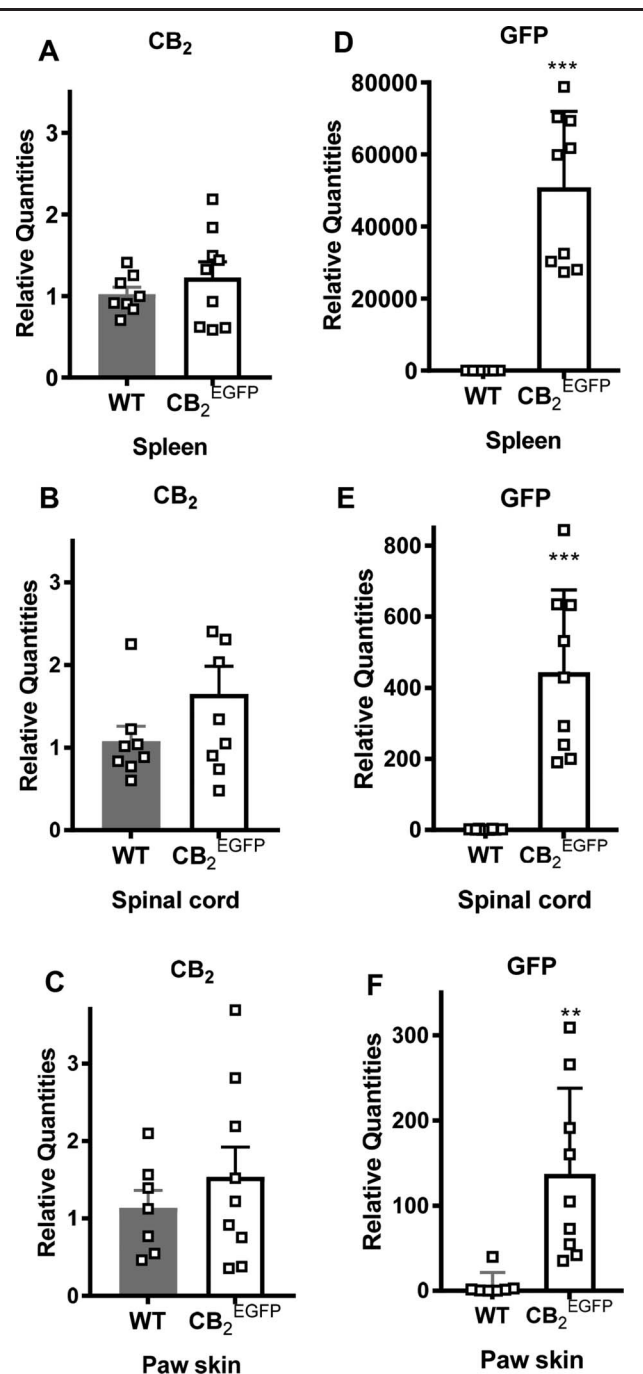 A
CB₂
Relative Quantities
3
2
1
0
WT CB₂EGFP
Spleen
D
GFP
***
Relative Quantities
80000
60000
40000
20000
0
WT CB₂EGFP
Spleen
B
CB₂
Relative Quantities
3
2
1
0
WT CB₂EGFP
Spinal cord
E
GFP
***
Relative Quantities
800
600
400
200
0
WT CB₂EGFP
Spinal cord
C
CB₂
Relative Quantities
3
2
1
0
WT CB₂EGFP
Paw skin
F
GFP
**
Relative Quantities
300
200
100
0
WT CB₂EGFP
Paw skin